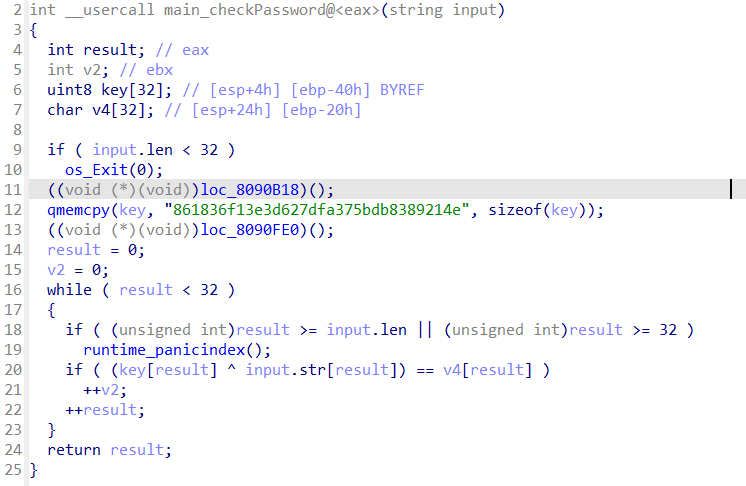 2 int __usercall main_checkPassword@<eax>(string input)
3 {
4 int result; // eax
5 int v2; // ebx
6 uint8 key[32]; // [esp+4h] [ebp-40h] BYREF
7 char v4[32]; // [esp+24h] [ebp-20h]
8
9 if ( input.len < 32 )
10 os_Exit(0);
11 ((void (*)(void))loc_8090B18)();
12 qmemcpy(key, "861836f13e3d627dfa375bdb8389214e", sizeof(key));
13 ((void (*)(void))loc_8090FE0)();
14 result = 0;
15 v2 = 0;
16 while ( result < 32 )
17 {
18 if ( (unsigned int)result >= input.len || (unsigned int)result >= 32 )
19 runtime_panicindex();
20 if ( (key[result] ^ input.str[result]) == v4[result] )
21 ++v2;
22 ++result;
23 }
24 return result;
25 }